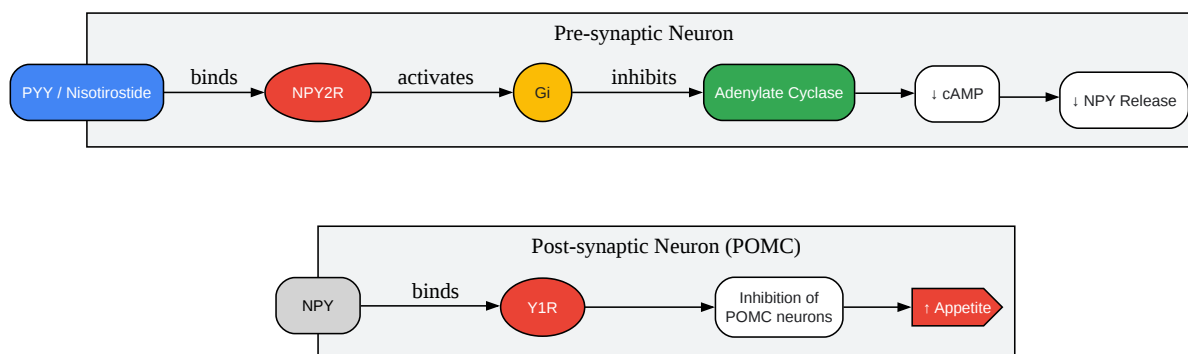 Pre-synaptic Neuron
PYY / Nisotirostide
binds
NPY2R
activates
Gi
inhibits
Adenylate Cyclase
↓ cAMP
↓ NPY Release
Post-synaptic Neuron (POMC)
NPY
binds
Y1R
Inhibition of
POMC neurons
↑ Appetite